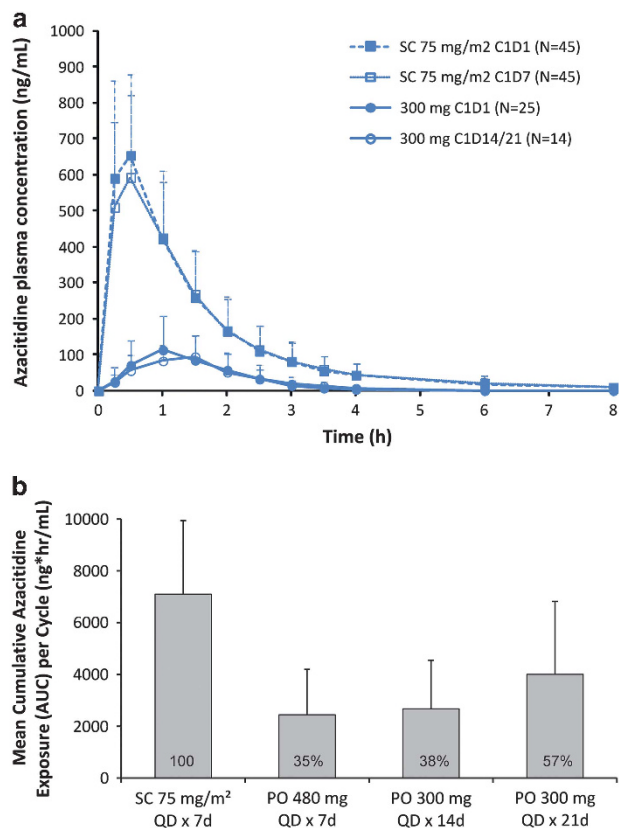 a
Azacitidine plasma concentration (ng/mL)
1000
900
800
700
600
500
400
300
200
100
0
SC 75 mg/m2 C1D1 (N=45)
SC 75 mg/m2 C1D7 (N=45)
300 mg C1D1 (N=25)
300 mg C1D14/21 (N=14)
0 1 2 3 4 5 6 7 8
Time (h)
b
Mean Cumulative Azacitidine
Exposure (AUC) per Cycle (ng*hr/mL)
10000
8000
6000
4000
2000
0
100 35% 38% 57%
SC 75 mg/m² PO 480 mg PO 300 mg PO 300 mg
QD x 7d QD x 7d QD x 14d QD x 21d